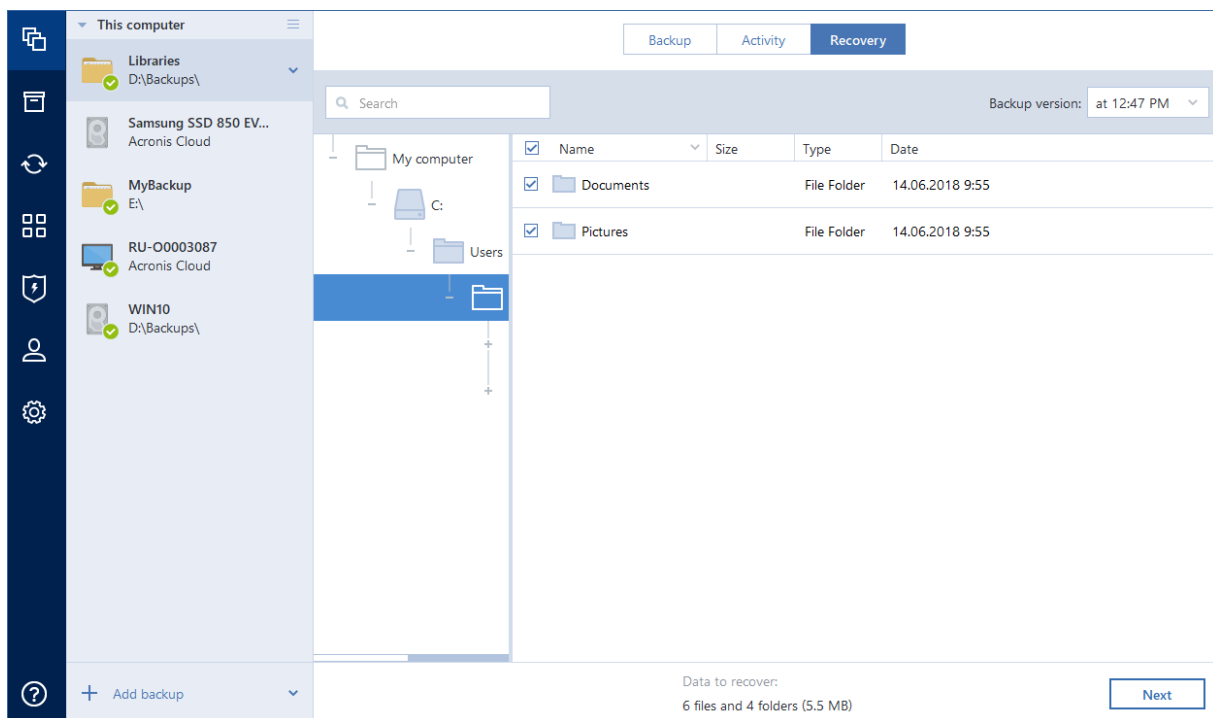 This computer
Libraries
D:\Backups\
Samsung SSD 850 EV...
Acronis Cloud
MyBackup
E:\
RU-O0003087
Acronis Cloud
WIN10
D:\Backups\
Add backup
Backup Activity Recovery
Search
Backup version: at 12:47 PM
My computer
C:
Users
Name Size Type Date
Documents File Folder 14.06.2018 9:55
Pictures File Folder 14.06.2018 9:55
Data to recover:
6 files and 4 folders (5.5 MB)
Next